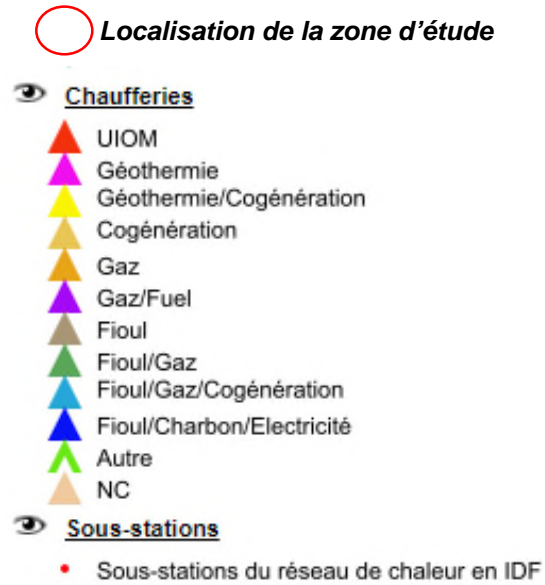 Localisation de la zone d'étude
Chaufferies
UIOM
Géothermie
Géothermie/Cogénération
Cogénération
Gaz
Gaz/Fuel
Fioul
Fioul/Gaz
Fioul/Gaz/Cogénération
Fioul/Charbon/Electricité
Autre
NC
Sous-stations
Sous-stations du réseau de chaleur en IDF